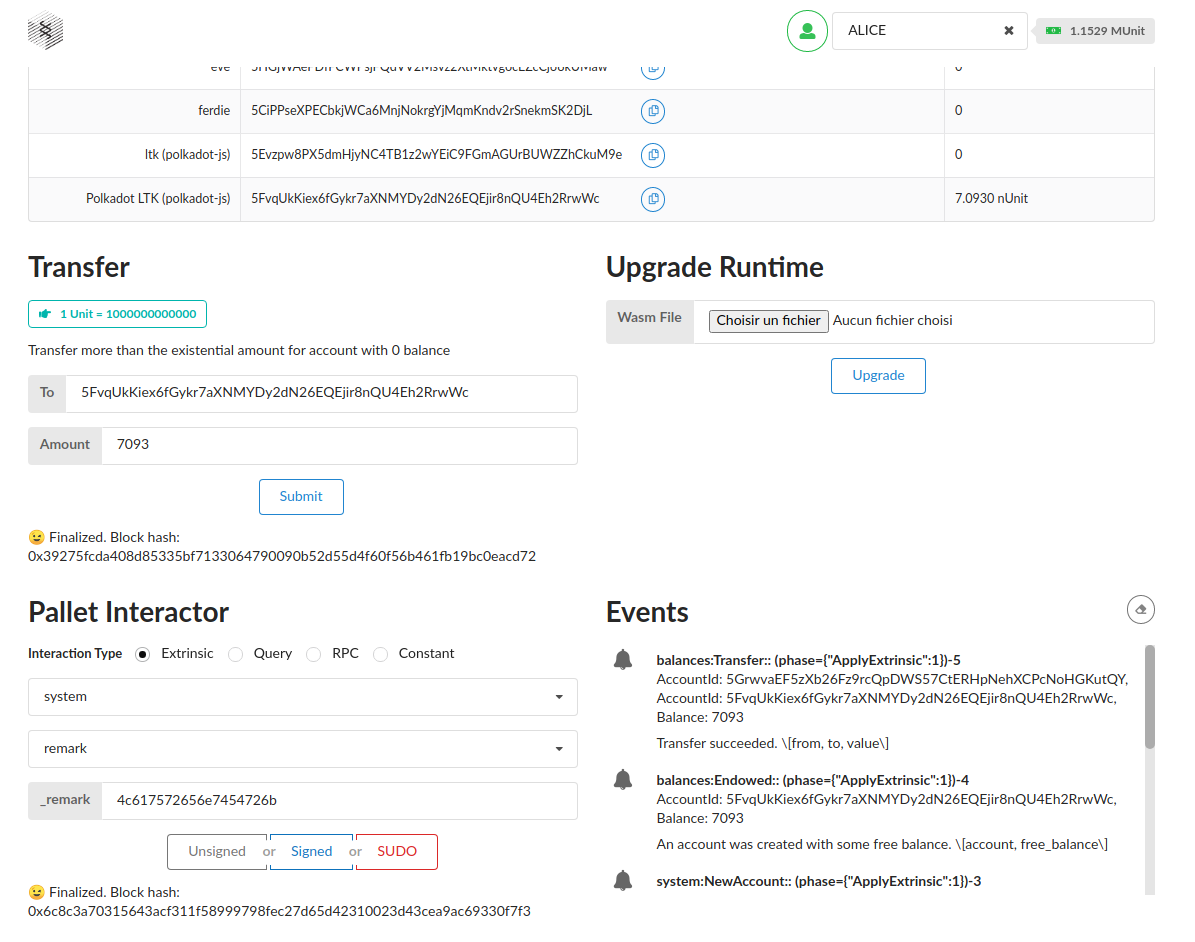 ALICE
1.1529 MUnit
eve
0
ferdie 5CiPPseXPECbkjWCa6MnjNokrgYjMqmKndv2rSnekmSK2DjL 0
ltk (polkadot-js) 5Evzpw8PX5dmHjyNC4TB1z2wYEiC9FGmAGUrBUWZZhCkuM9e 0
Polkadot LTK (polkadot-js) 5FvqUkKiex6fGykr7aXNMYDy2dN26EQEjir8nQU4Eh2RrwWc 7.0930 nUnit
Transfer
1 Unit = 1000000000000
Transfer more than the existential amount for account with 0 balance
To 5FvqUkKiex6fGykr7aXNMYDy2dN26EQEjir8nQU4Eh2RrwWc
Amount 7093
Submit
😉 Finalized. Block hash:
0x39275fcda408d85335bf7133064790090b52d55d4f60f56b461fb19bc0eacd72
Upgrade Runtime
Wasm File Choisir un fichier Aucun fichier choisi
Upgrade
Pallet Interactor
Interaction Type Extrinsic Query RPC Constant
system
remark
_remark 4c617572656e7454726b
Unsigned or Signed or SUDO
😉 Finalized. Block hash:
0x6c8c3a70315643acf311f58999798fec27d65d42310023d43cea9ac69330f7f3
Events
balances:Transfer:: (phase={"ApplyExtrinsic":1})-5
AccountId: 5GrwvaEF5zXb26Fz9rcQpDWS57CtERHpNehXCPcNoHGKutQY,
AccountId: 5FvqUkKiex6fGykr7aXNMYDy2dN26EQEjir8nQU4Eh2RrwWc,
Balance: 7093
Transfer succeeded. \[from, to, value\]
balances:Endowed:: (phase={"ApplyExtrinsic":1})-4
AccountId: 5FvqUkKiex6fGykr7aXNMYDy2dN26EQEjir8nQU4Eh2RrwWc,
Balance: 7093
An account was created with some free balance. \[account, free_balance\]
system:NewAccount:: (phase={"ApplyExtrinsic":1})-3